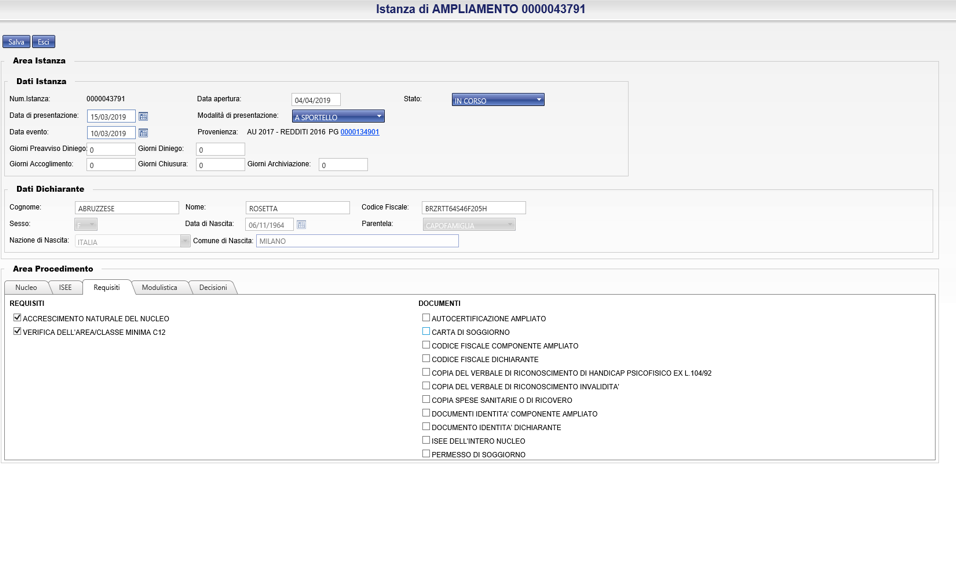 Istanza di AMPLIAMENTO 0000043791
Salva Esci
Area Istanza
Dati Istanza
Num.Istanza: 0000043791 Data apertura: 04/04/2019 Stato: IN CORSO
Data di presentazione: 15/03/2019 Modalità di presentazione: A SPORTELLO
Data evento: 10/03/2019 Provenienza: AU 2017 - REDDITI 2016 PG 0000134901
Giorni Preavviso Diniego: 0 Giorni Diniego: 0
Giorni Accoglimento: 0 Giorni Chiusura: 0 Giorni Archiviazione: 0
Dati Dichiarante
Cognome: ABRUZZESE Nome: ROSETTA Codice Fiscale: BRZRTT64S46F205H
Sesso: F Data di Nascita: 06/11/1964 Parentela: CAPOFAMIGLIA
Nazione di Nascita: ITALIA Comune di Nascita: MILANO
Area Procedimento
Nucleo ISEE Requisiti Modulistica Decisioni
REQUISITI
ACCRESCIMENTO NATURALE DEL NUCLEO
VERIFICA DELL'AREA/CLASSE MINIMA C12
DOCUMENTI
AUTOCERTIFICAZIONE AMPLIATO
CARTA DI SOGGIORNO
CODICE FISCALE COMPONENTE AMPLIATO
CODICE FISCALE DICHIARANTE
COPIA DEL VERBALE DI RICONOSCIMENTO DI HANDICAP PSICOFISICO EX L.104/92
COPIA DEL VERBALE DI RICONOSCIMENTO INVALIDITA'
COPIA SPESE SANITARIE O DI RICOVERO
DOCUMENTI IDENTITA' COMPONENTE AMPLIATO
DOCUMENTO IDENTITA' DICHIARANTE
ISEE DELL'INTERO NUCLEO
PERMESSO DI SOGGIORNO